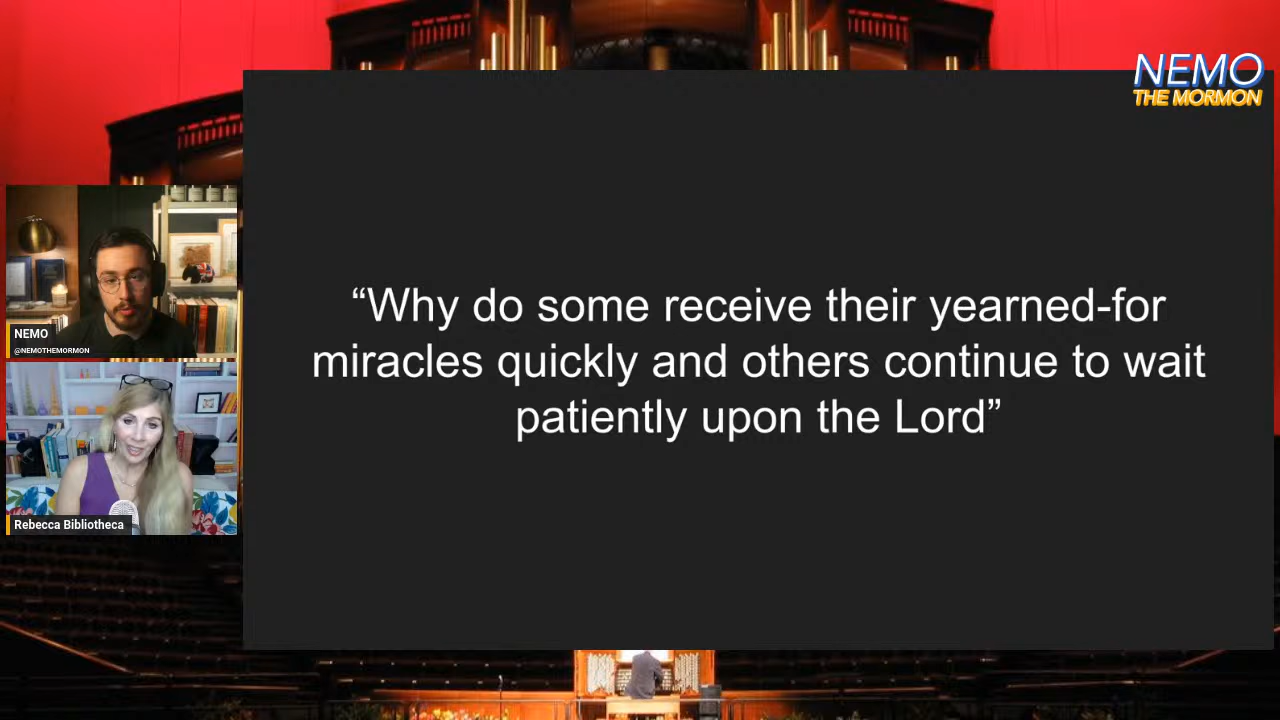 NEMO
THE MORMON
“Why do some receive their yearned-for
miracles quickly and others continue to wait
patiently upon the Lord”
NEMO
@NEMOTHEMORMON
Rebecca Bibliotheca